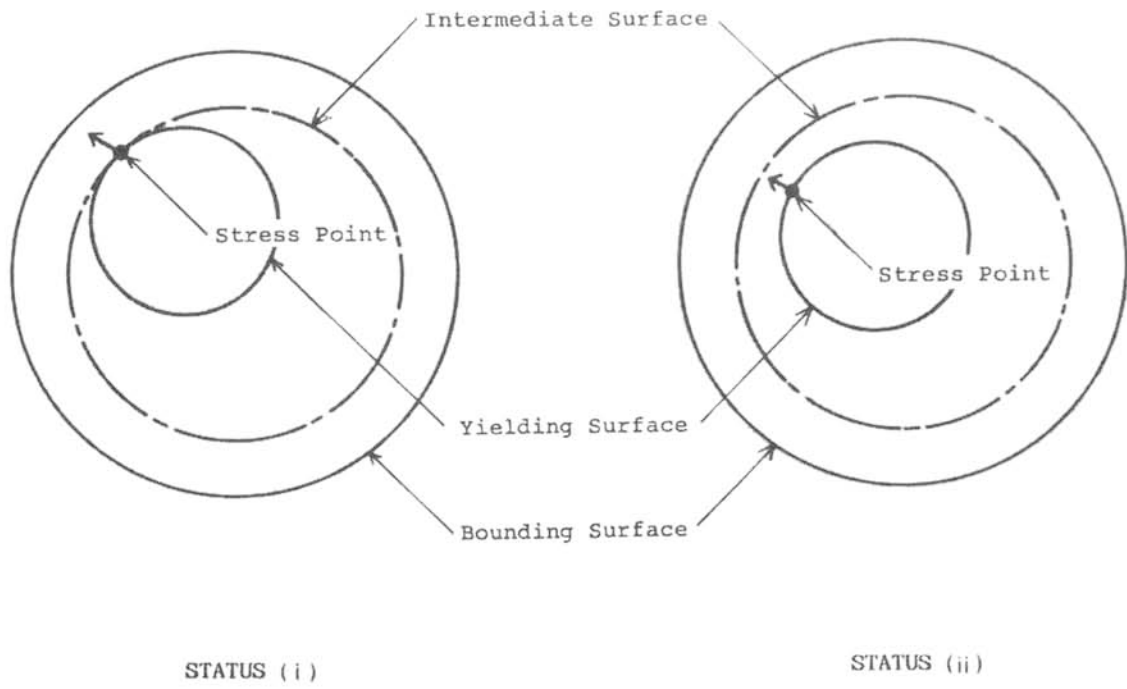 Intermediate Surface
Stress Point
Stress Point
Yielding Surface
Bounding Surface
STATUS (i)
STATUS (ii)